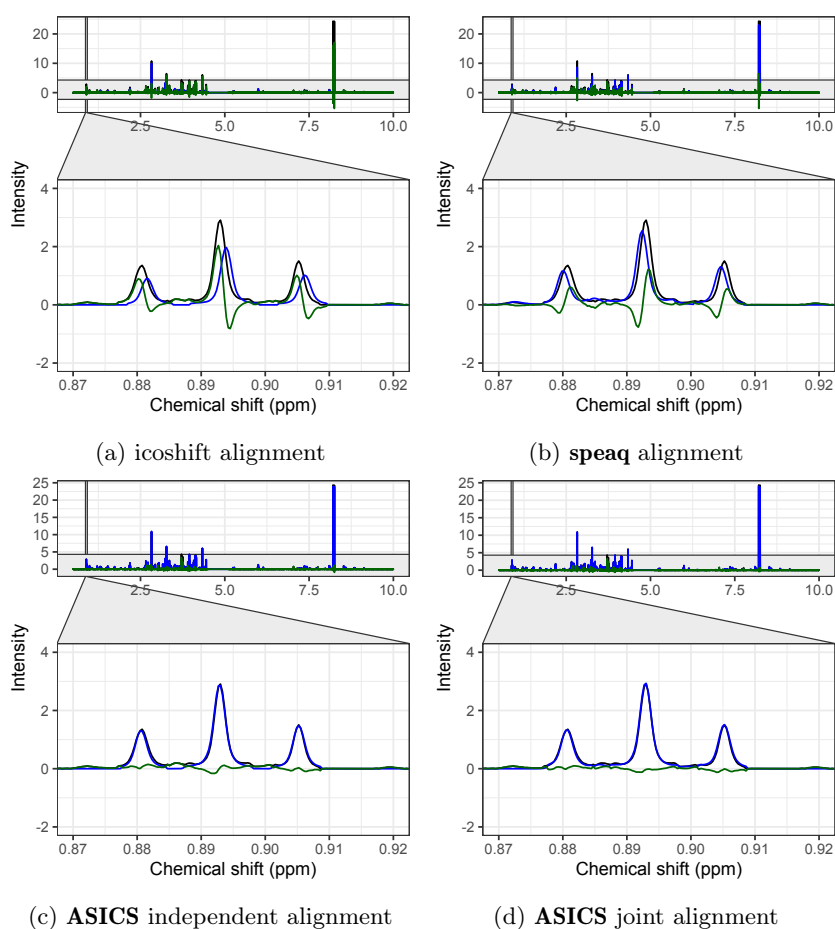 20
10
0
2.5 5.0 7.5 10.0
Intensity
4
2
0
-2
0.87 0.88 0.89 0.90 0.91 0.92
Chemical shift (ppm)
(a) icoshift alignment
20
10
0
2.5 5.0 7.5 10.0
Intensity
4
2
0
-2
0.87 0.88 0.89 0.90 0.91 0.92
Chemical shift (ppm)
(b) speaq alignment
25
20
15
10
5
0
2.5 5.0 7.5 10.0
Intensity
4
2
0
-2
0.87 0.88 0.89 0.90 0.91 0.92
Chemical shift (ppm)
(c) ASICS independent alignment
25
20
15
10
5
0
2.5 5.0 7.5 10.0
Intensity
4
2
0
-2
0.87 0.88 0.89 0.90 0.91 0.92
Chemical shift (ppm)
(d) ASICS joint alignment